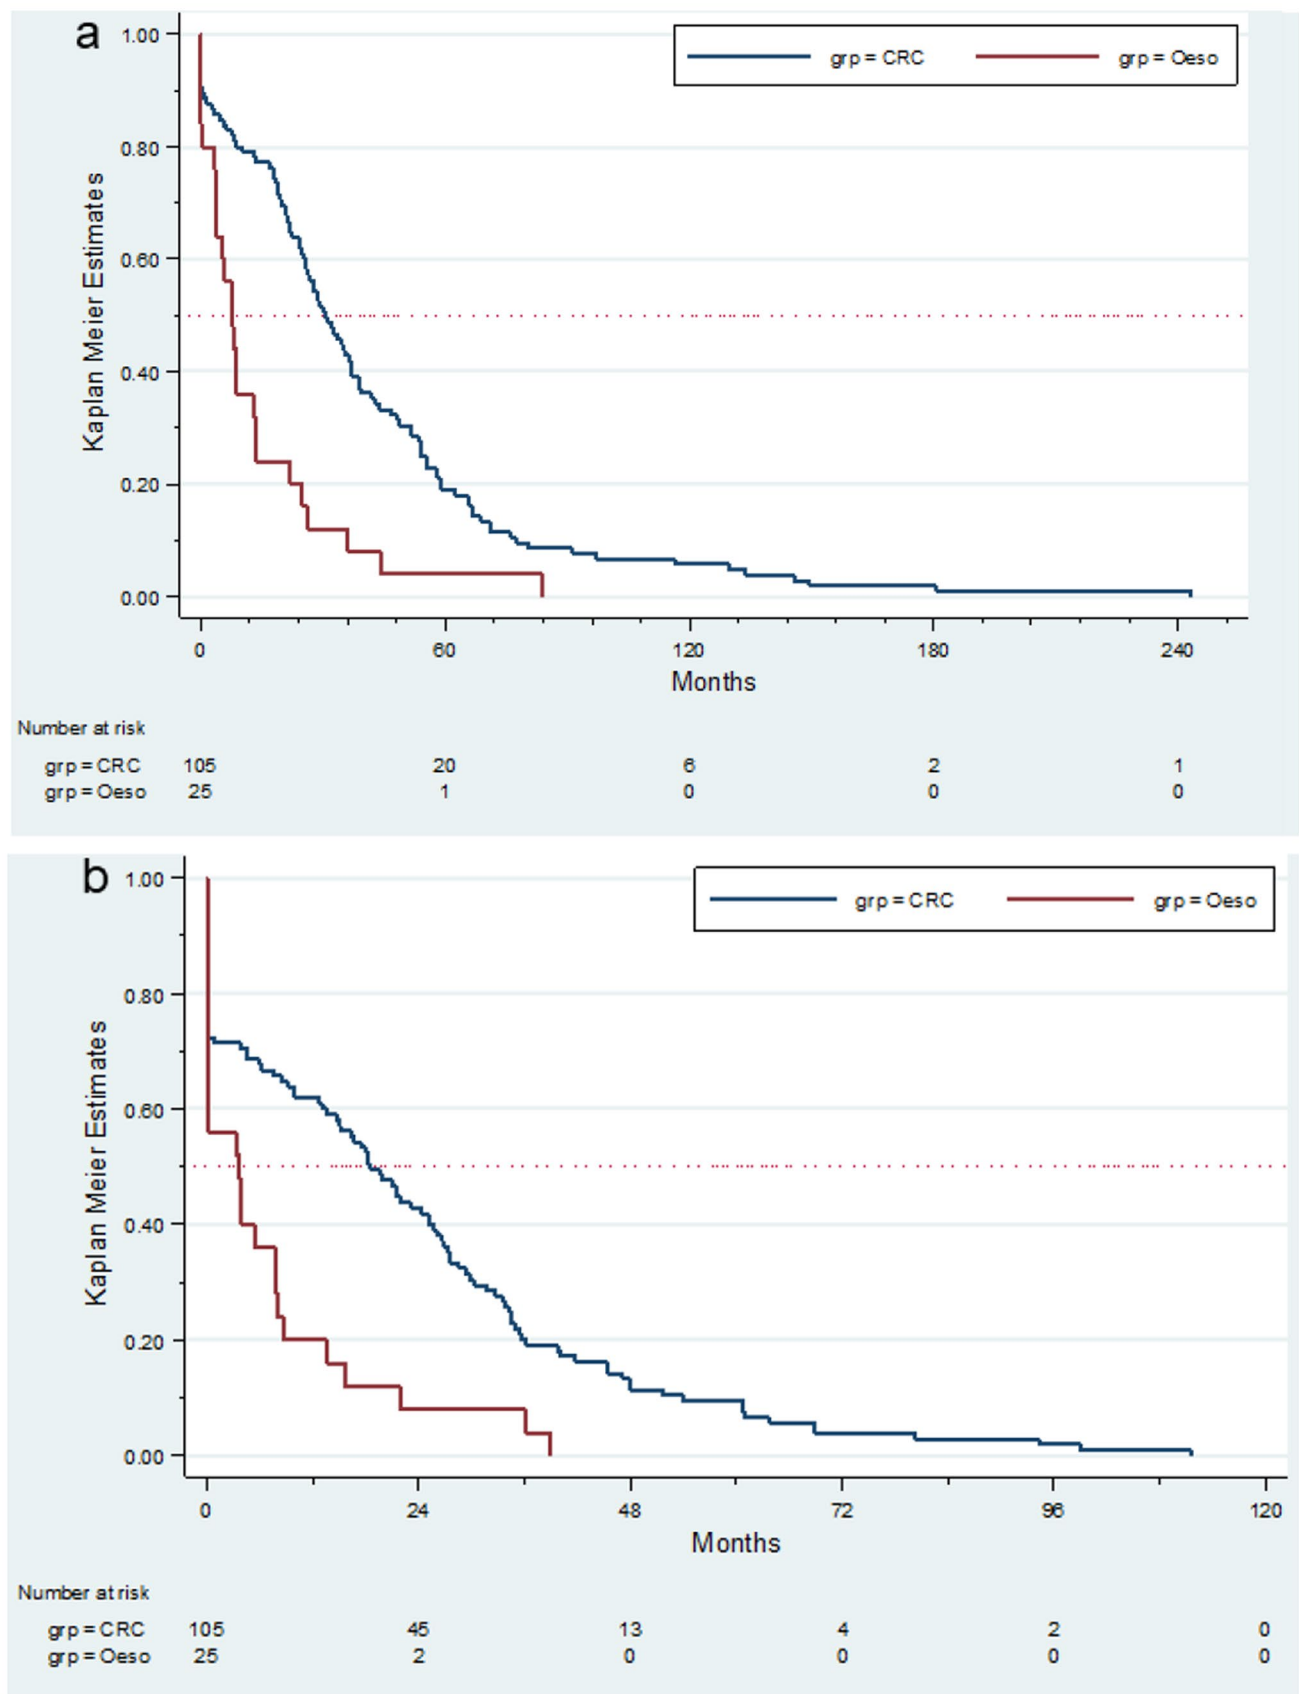 a
grp = CRC grp = Oeso
Kaplan Meier Estimates
1.00
0.80
0.60
0.40
0.20
0.00
0 60 120 180 240
Months
Number at risk
grp = CRC 105 20 6 2 1
grp = Oeso 25 1 0 0 0
b
grp = CRC grp = Oeso
Kaplan Meier Estimates
1.00
0.80
0.60
0.40
0.20
0.00
0 24 48 72 96 120
Months
Number at risk
grp = CRC 105 45 13 4 2 0
grp = Oeso 25 2 0 0 0 0